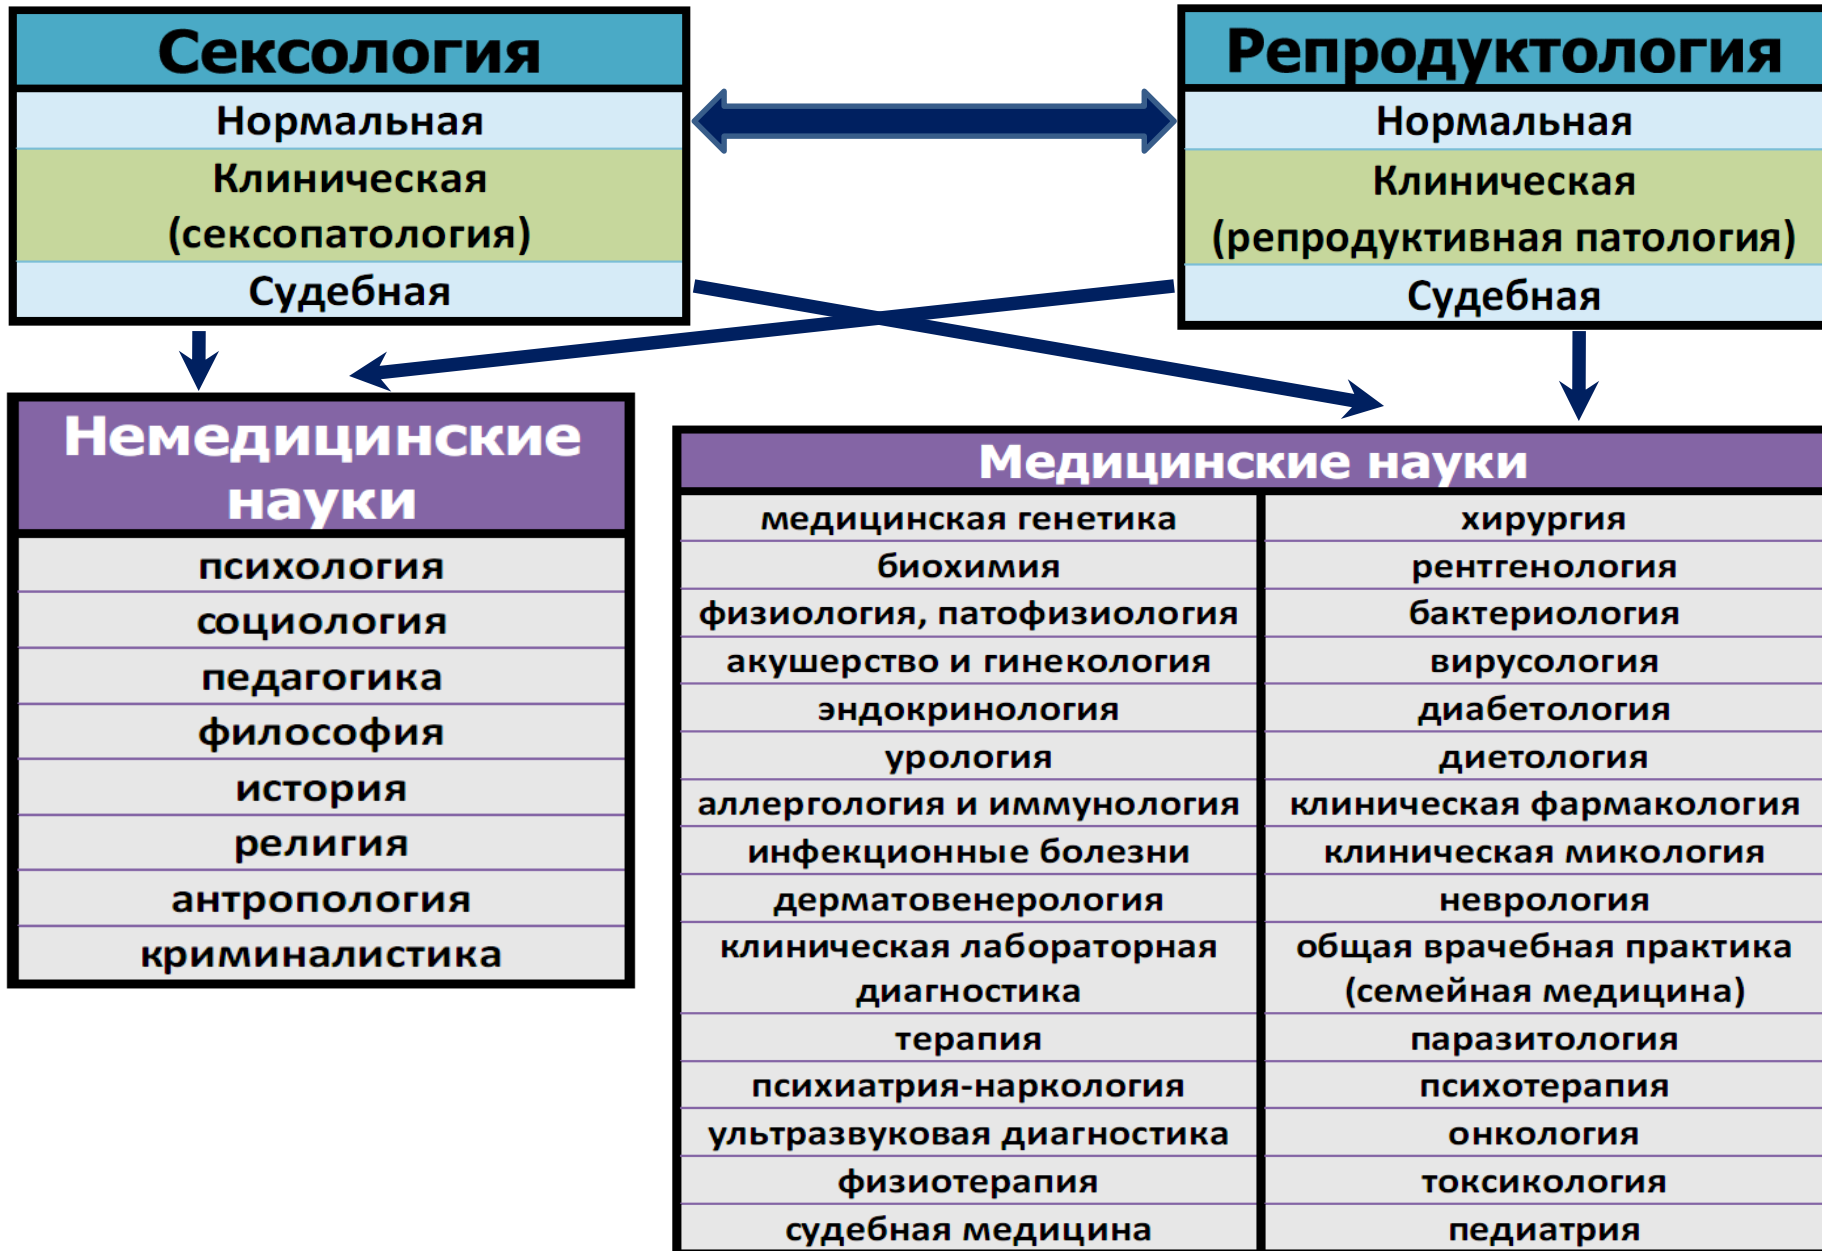 Сексология
Нормальная
Клиническая
(сексопатология)
Судебная
Репродуктология
Нормальная
Клиническая
(репродуктивная патология)
Судебная
Немедицинские
науки
психология
социология
педагогика
философия
история
религия
антропология
криминалистика
Медицинские науки
медицинская генетика
хирургия
биохимия
рентгенология
физиология, патофизиология
бактериология
акушерство и гинекология
вирусология
эндокринология
диабетология
урология
диетология
аллергология и иммунология
клиническая фармакология
инфекционные болезни
клиническая микология
дерматовенерология
неврология
клиническая лабораторная
диагностика
общая врачебная практика
(семейная медицина)
терапия
паразитология
психиатрия-наркология
психотерапия
ультразвуковая диагностика
онкология
физиотерапия
токсикология
судебная медицина
педиатрия